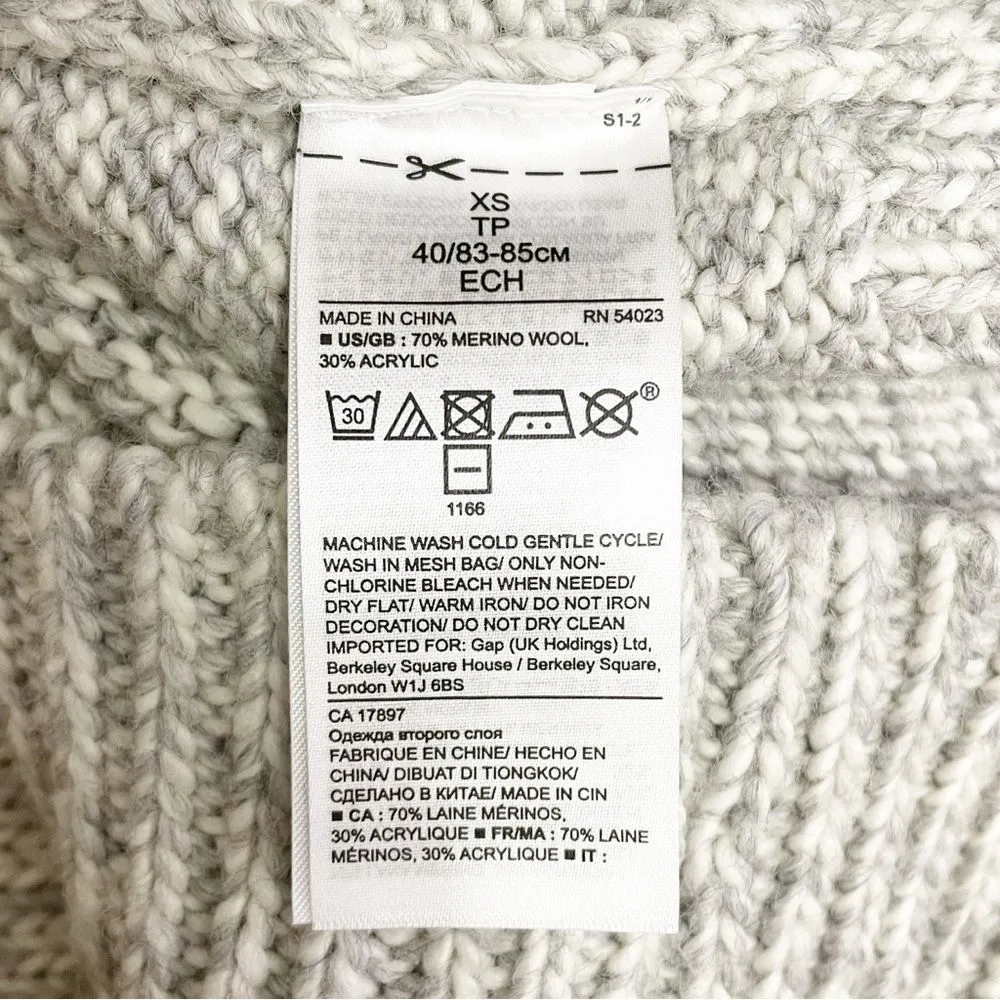 S1-2
XS
TP
40/83-85см
ECH
MADE IN CHINA RN 54023
■ US/GB : 70% MERINO WOOL,
30% ACRYLIC
30
®
1166
MACHINE WASH COLD GENTLE CYCLE/
WASH IN MESH BAG/ ONLY NON-
CHLORINE BLEACH WHEN NEEDED/
DRY FLAT/ WARM IRON/ DO NOT IRON
DECORATION/ DO NOT DRY CLEAN
IMPORTED FOR: Gap (UK Holdings) Ltd,
Berkeley Square House / Berkeley Square,
London W1J 6BS
CA 17897
Одежда второго слоя
FABRIQUE EN CHINE/ HECHO EN
CHINA/ DIBUAT DI TIONGKOK/
СДЕЛАНО В КИТАЕ/ MADE IN CIN
■ CA : 70% LAINE MÉRINOS,
30% ACRYLIQUE ■ FR/MA : 70% LAINE
MÉRINOS, 30% ACRYLIQUE ■ IT :